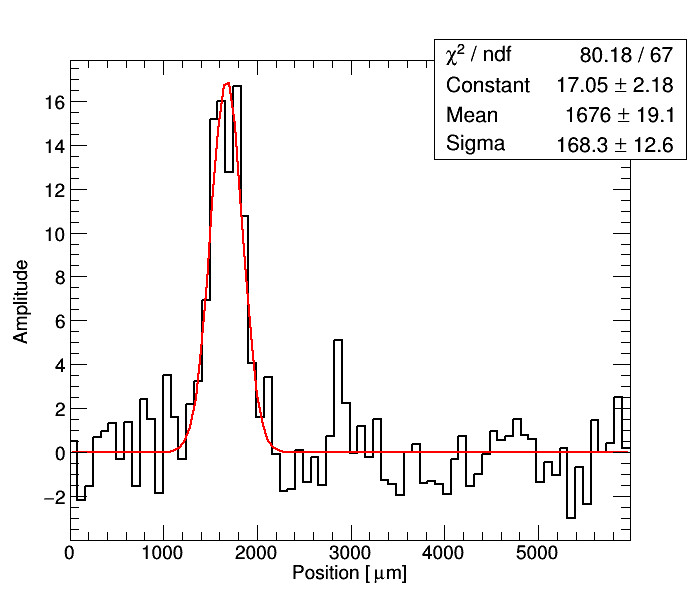 χ² / ndf 80.18 / 67
Constant 17.05 ± 2.18
Mean 1676 ± 19.1
Sigma 168.3 ± 12.6
16
14
12
10
8
6
4
2
0
−2
Amplitude
0 1000 2000 3000 4000 5000
Position [ μm]